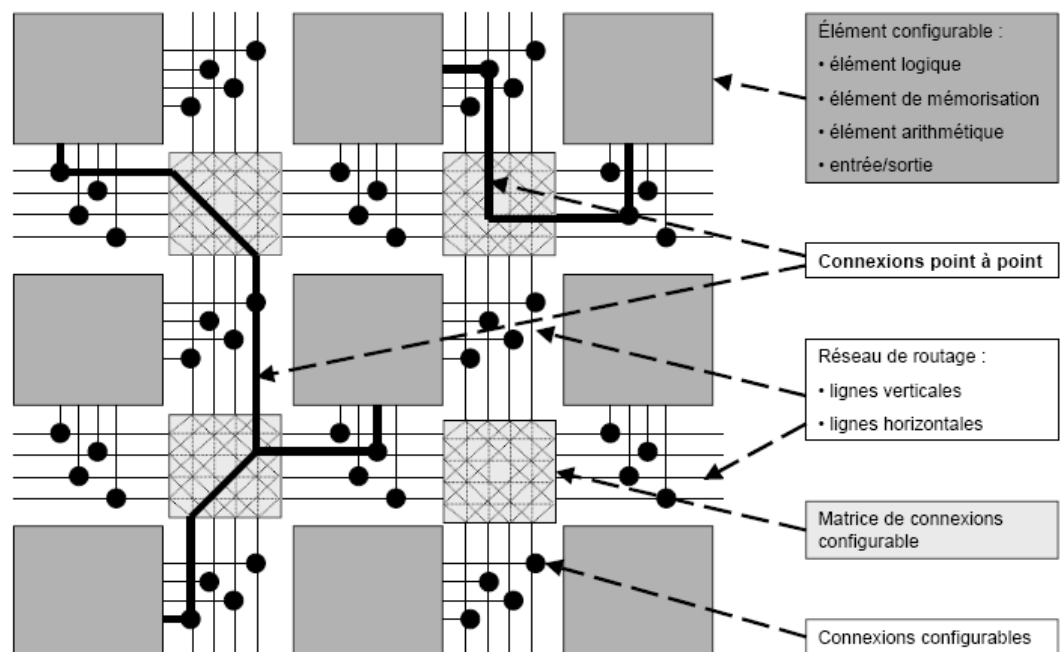 Élément configurable :
• élément logique
• élément de mémorisation
• élément arithmétique
• entrée/sortie
Connexions point à point
Réseau de routage :
• lignes verticales
• lignes horizontales
Matrice de connexions
configurable
Connexions configurables